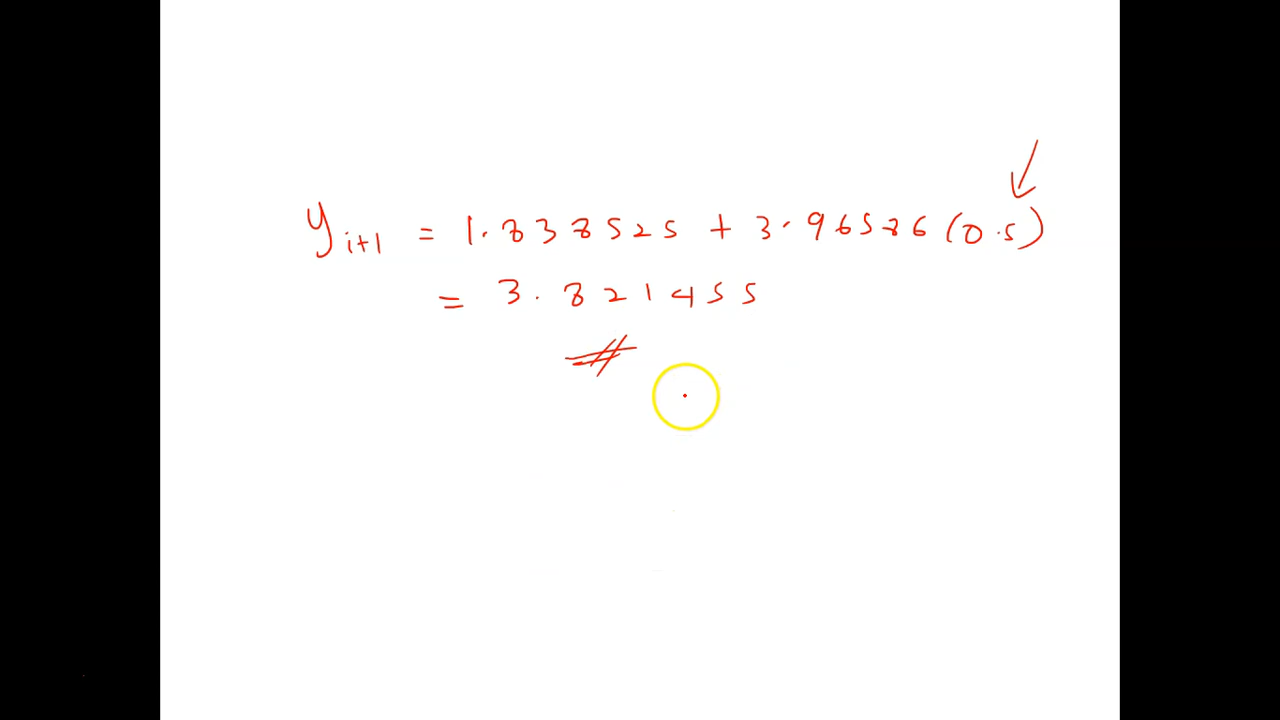 y_{i+1} = 1.838525 + 3.96586 (0.5)
= 3.821455